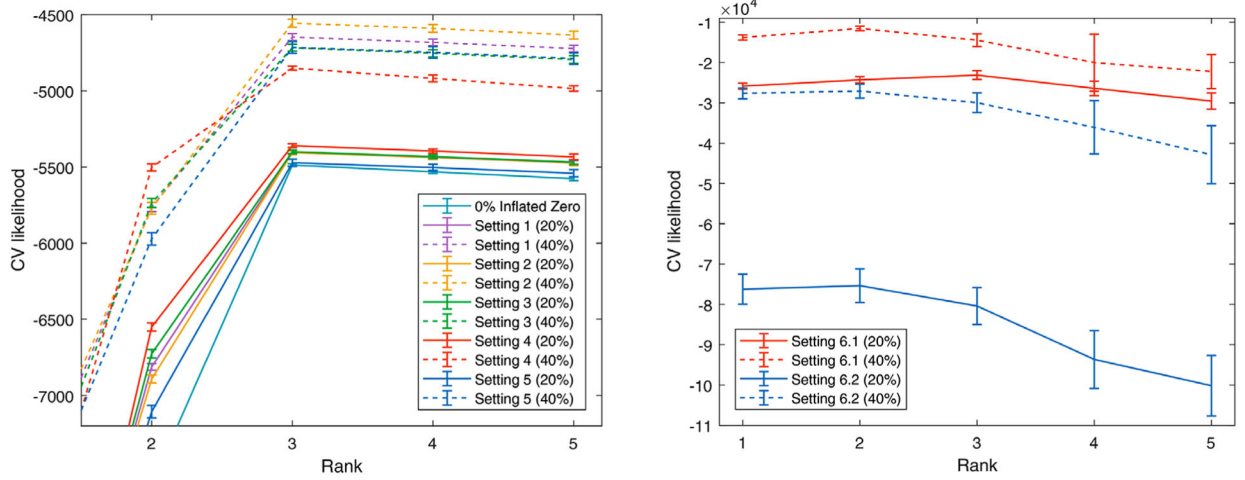 -4500
-5000
-5500
-6000
-6500
-7000
CV likelihood
2
3
4
5
Rank
0% Inflated Zero
Setting 1 (20%)
Setting 1 (40%)
Setting 2 (20%)
Setting 2 (40%)
Setting 3 (20%)
Setting 3 (40%)
Setting 4 (20%)
Setting 4 (40%)
Setting 5 (20%)
Setting 5 (40%)
×10⁴
-1
-2
-3
-4
-5
-6
-7
-8
-9
-10
-11
CV likelihood
1
2
3
4
5
Rank
Setting 6.1 (20%)
Setting 6.1 (40%)
Setting 6.2 (20%)
Setting 6.2 (40%)